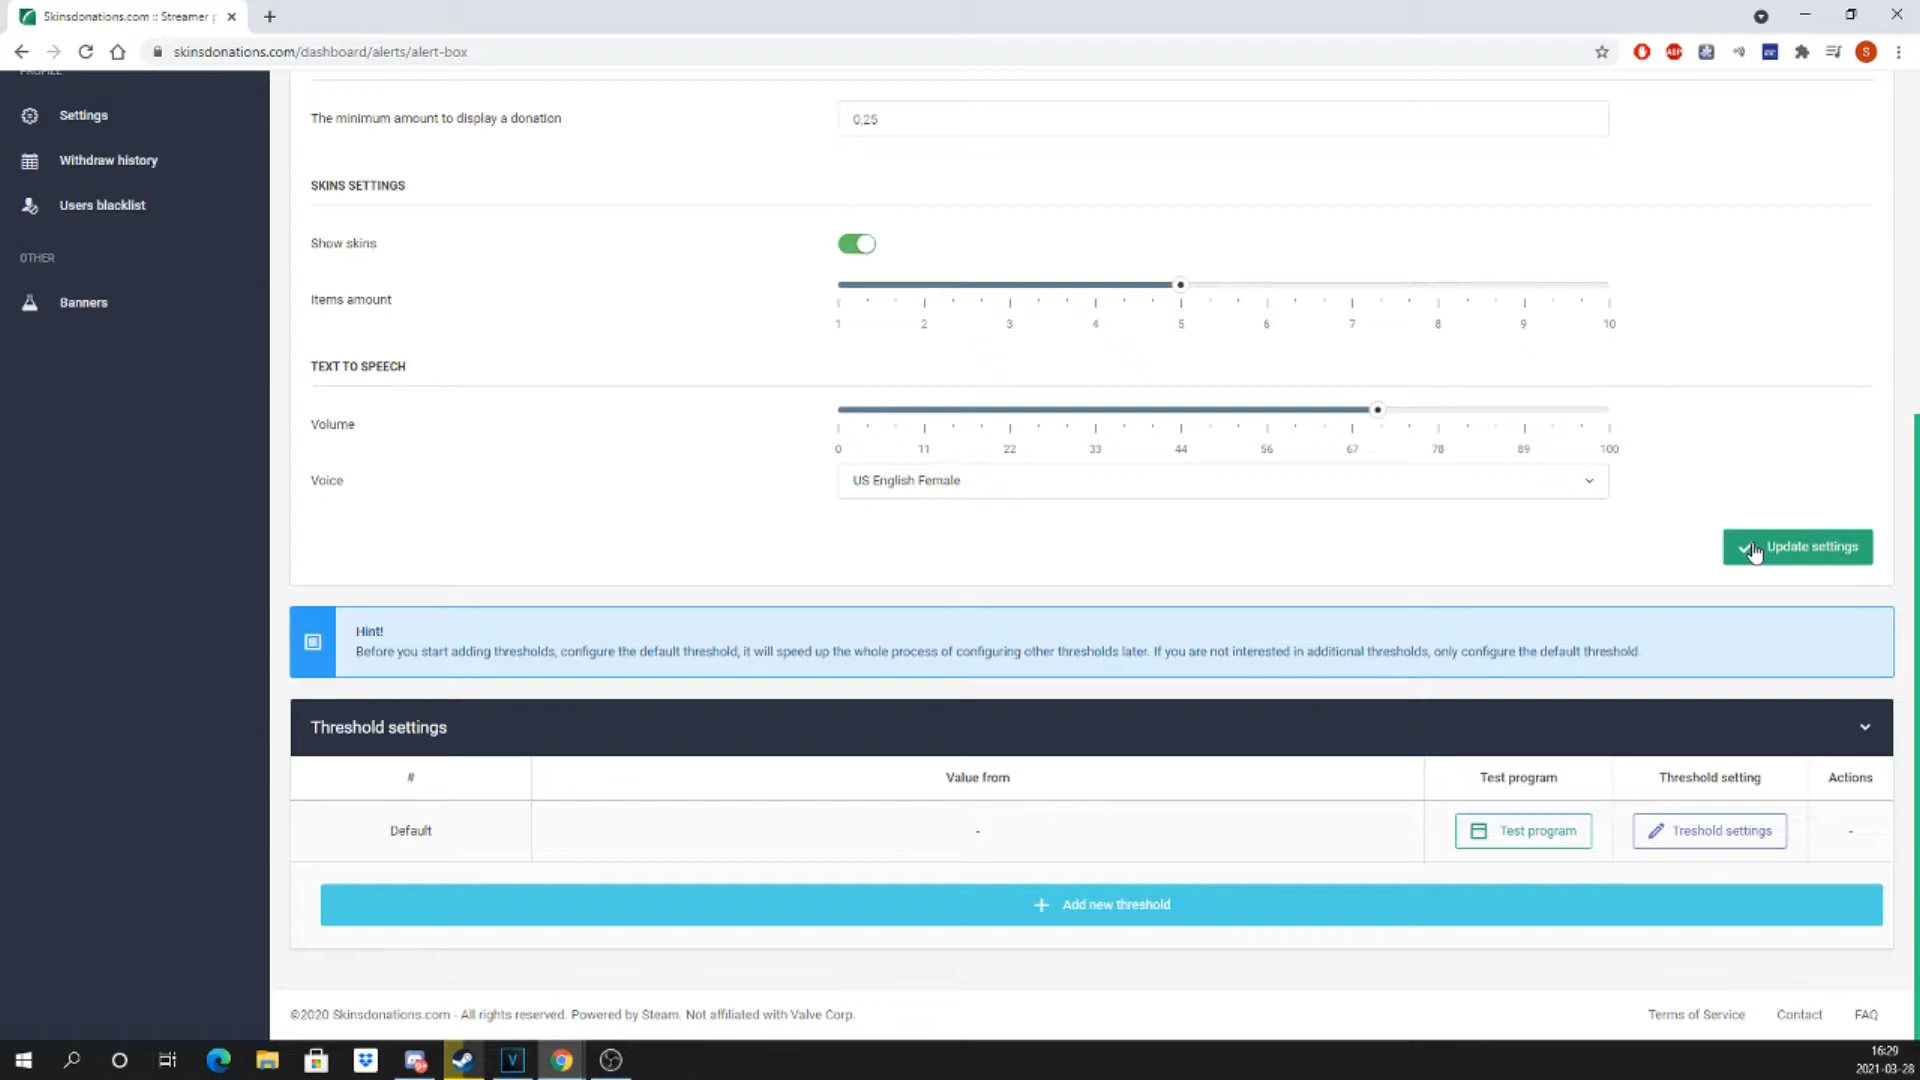 Skinsdonations.com :: Streamer p
skinsdonations.com/dashboard/alerts/alert-box
ABP
S
PROFILE
Settings
Withdraw history
Users blacklist
OTHER
Banners
The minimum amount to display a donation
0,25
SKINS SETTINGS
Show skins
Items amount
1 2 3 4 5 6 7 8 9 10
TEXT TO SPEECH
Volume
0 11 22 33 44 56 67 78 89 100
Voice
US English Female
Update settings
Hint!
Before you start adding thresholds, configure the default threshold, it will speed up the whole process of configuring other thresholds later. If you are not interested in additional thresholds, only configure the default threshold.
Threshold settings
# Value from Test program Threshold setting Actions
Default - Test program Treshold settings -
+ Add new threshold
©2020 Skinsdonations.com - All rights reserved. Powered by Steam. Not affiliated with Valve Corp.
Terms of Service Contact FAQ
V
16:29
2021-03-28